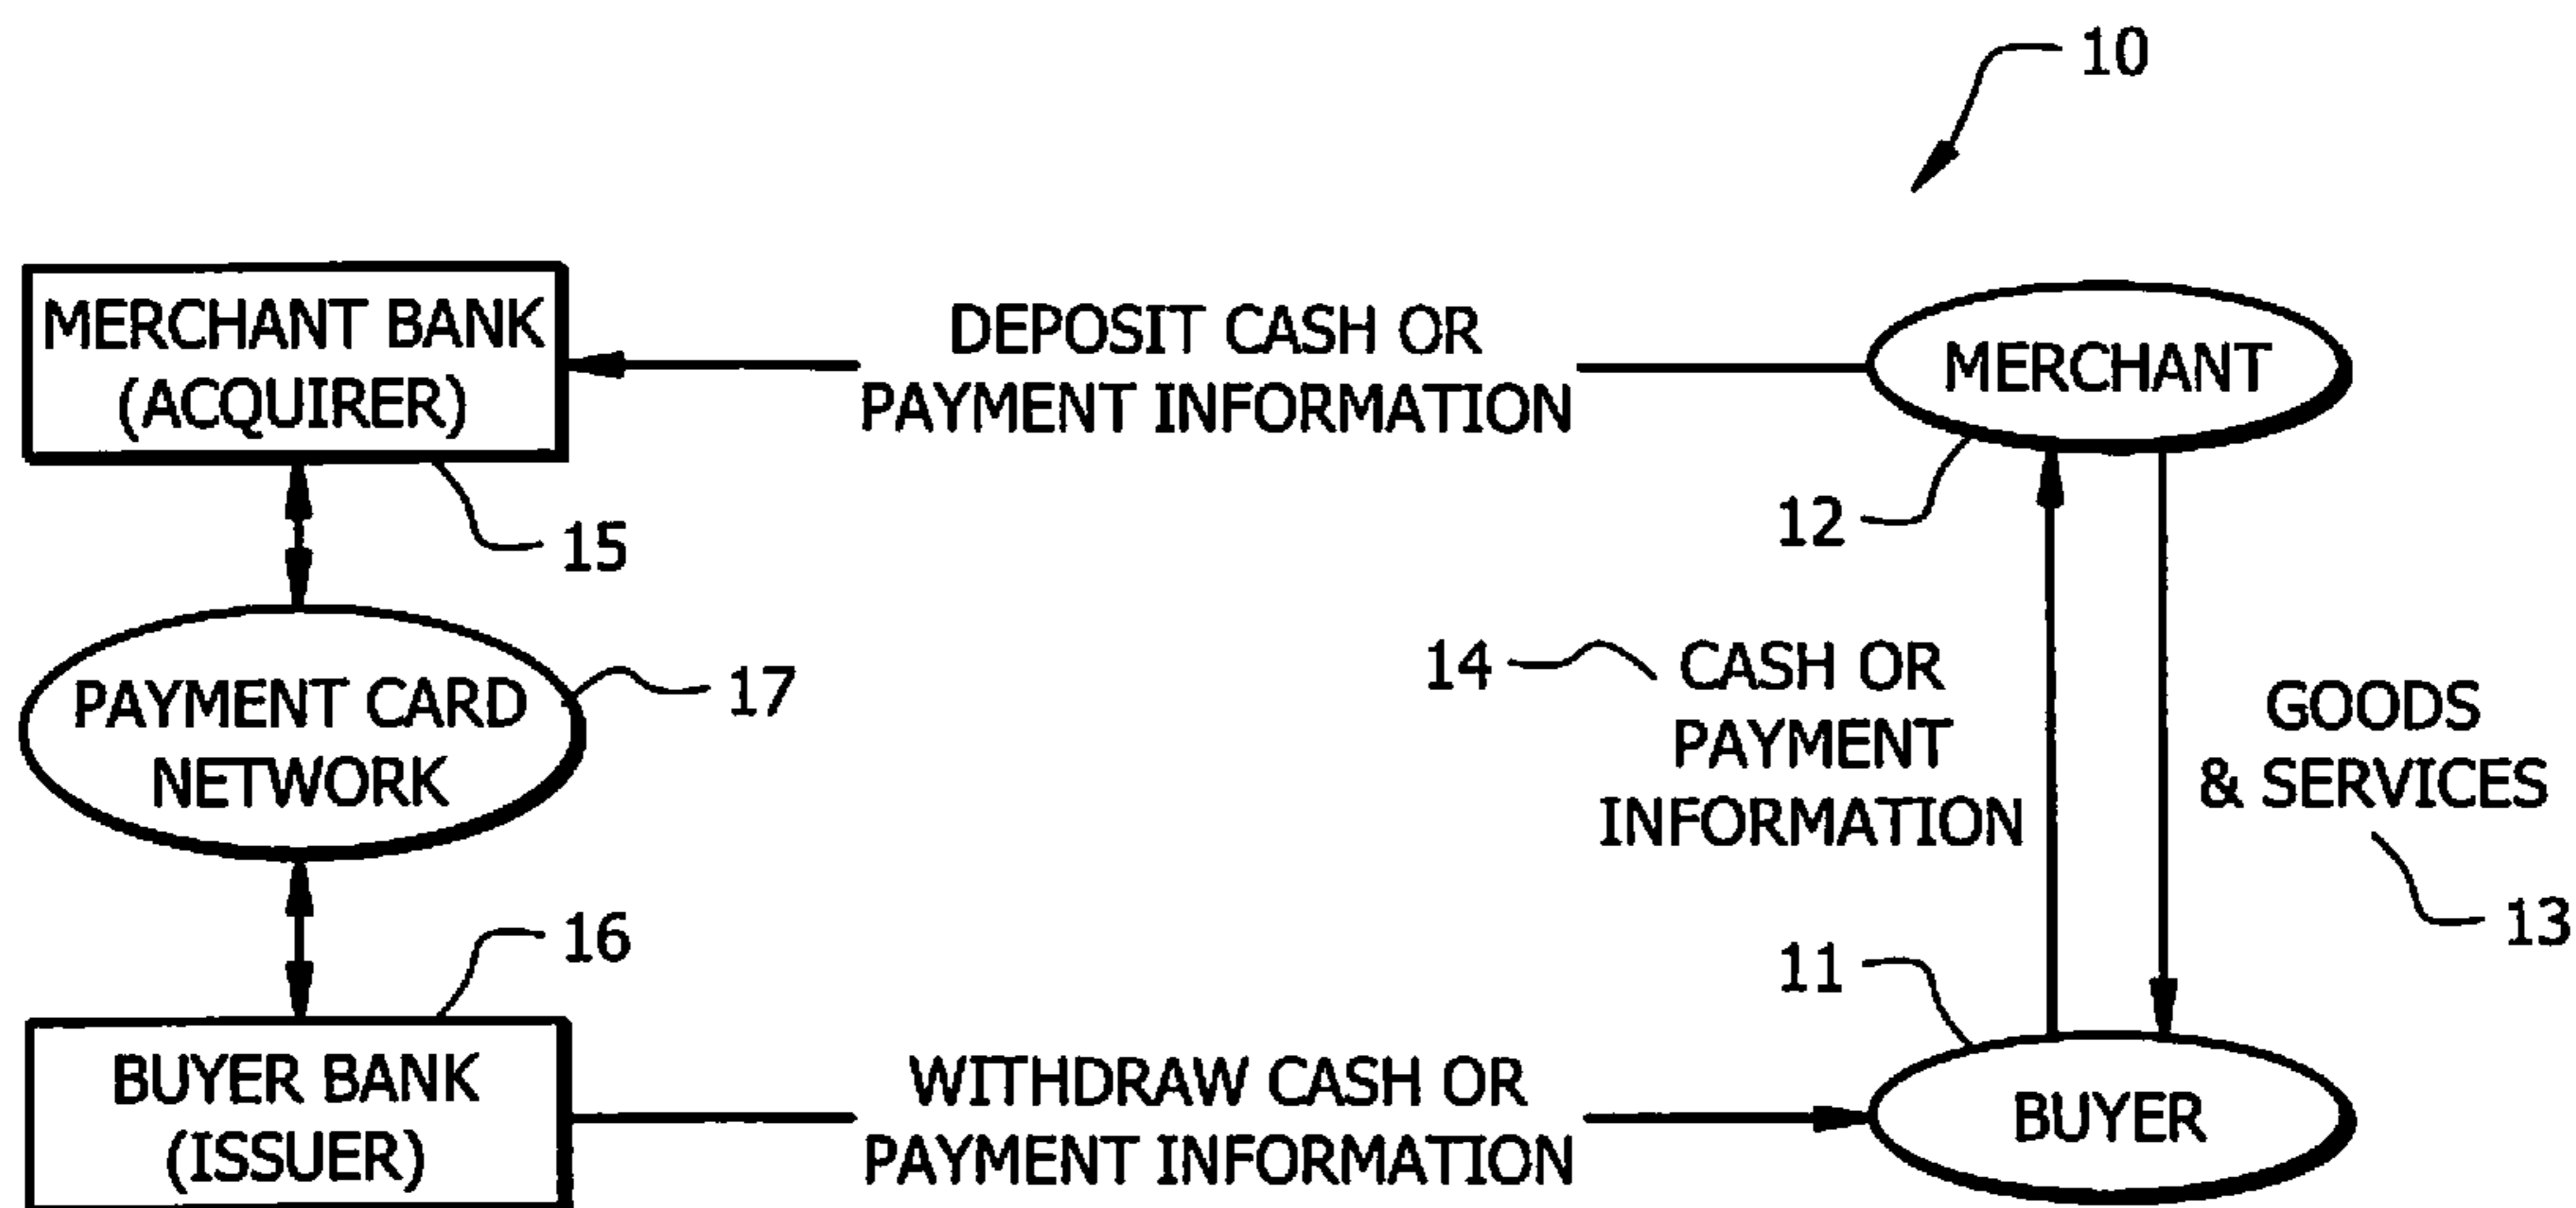 10
MERCHANT BANK
(ACQUIRER)
DEPOSIT CASH OR
PAYMENT INFORMATION
MERCHANT
12
15
14
CASH OR
PAYMENT
INFORMATION
GOODS
& SERVICES
13
PAYMENT CARD
NETWORK
17
16
11
BUYER BANK
(ISSUER)
WITHDRAW CASH OR
PAYMENT INFORMATION
BUYER